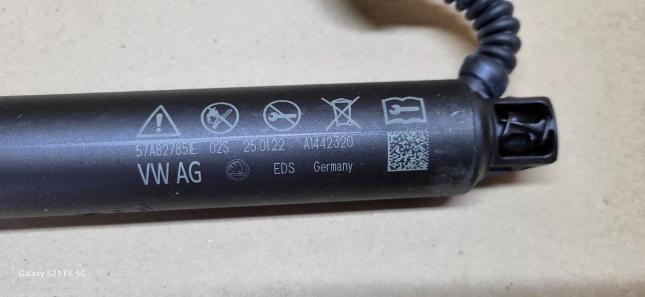 57A827851E 02S 25.01.22 A1442320
VW AG EDS Germany
Galaxy S21 FE 5G